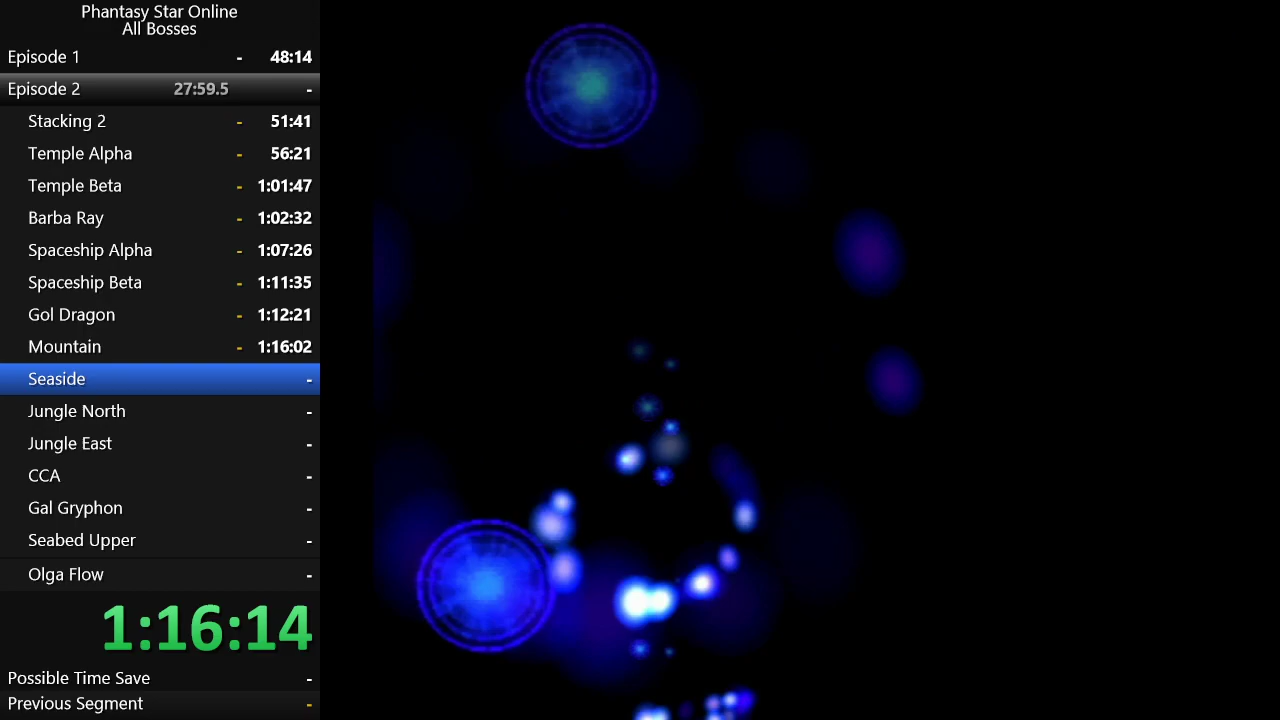 Phantasy Star Online
All Bosses
Episode 1 - 48:14
Episode 2 27:59.5 -
Stacking 2 - 51:41
Temple Alpha - 56:21
Temple Beta - 1:01:47
Barba Ray - 1:02:32
Spaceship Alpha - 1:07:26
Spaceship Beta - 1:11:35
Gol Dragon - 1:12:21
Mountain - 1:16:02
Seaside -
Jungle North -
Jungle East -
CCA -
Gal Gryphon -
Seabed Upper -
Olga Flow -
1:16:14
Possible Time Save -
Previous Segment -